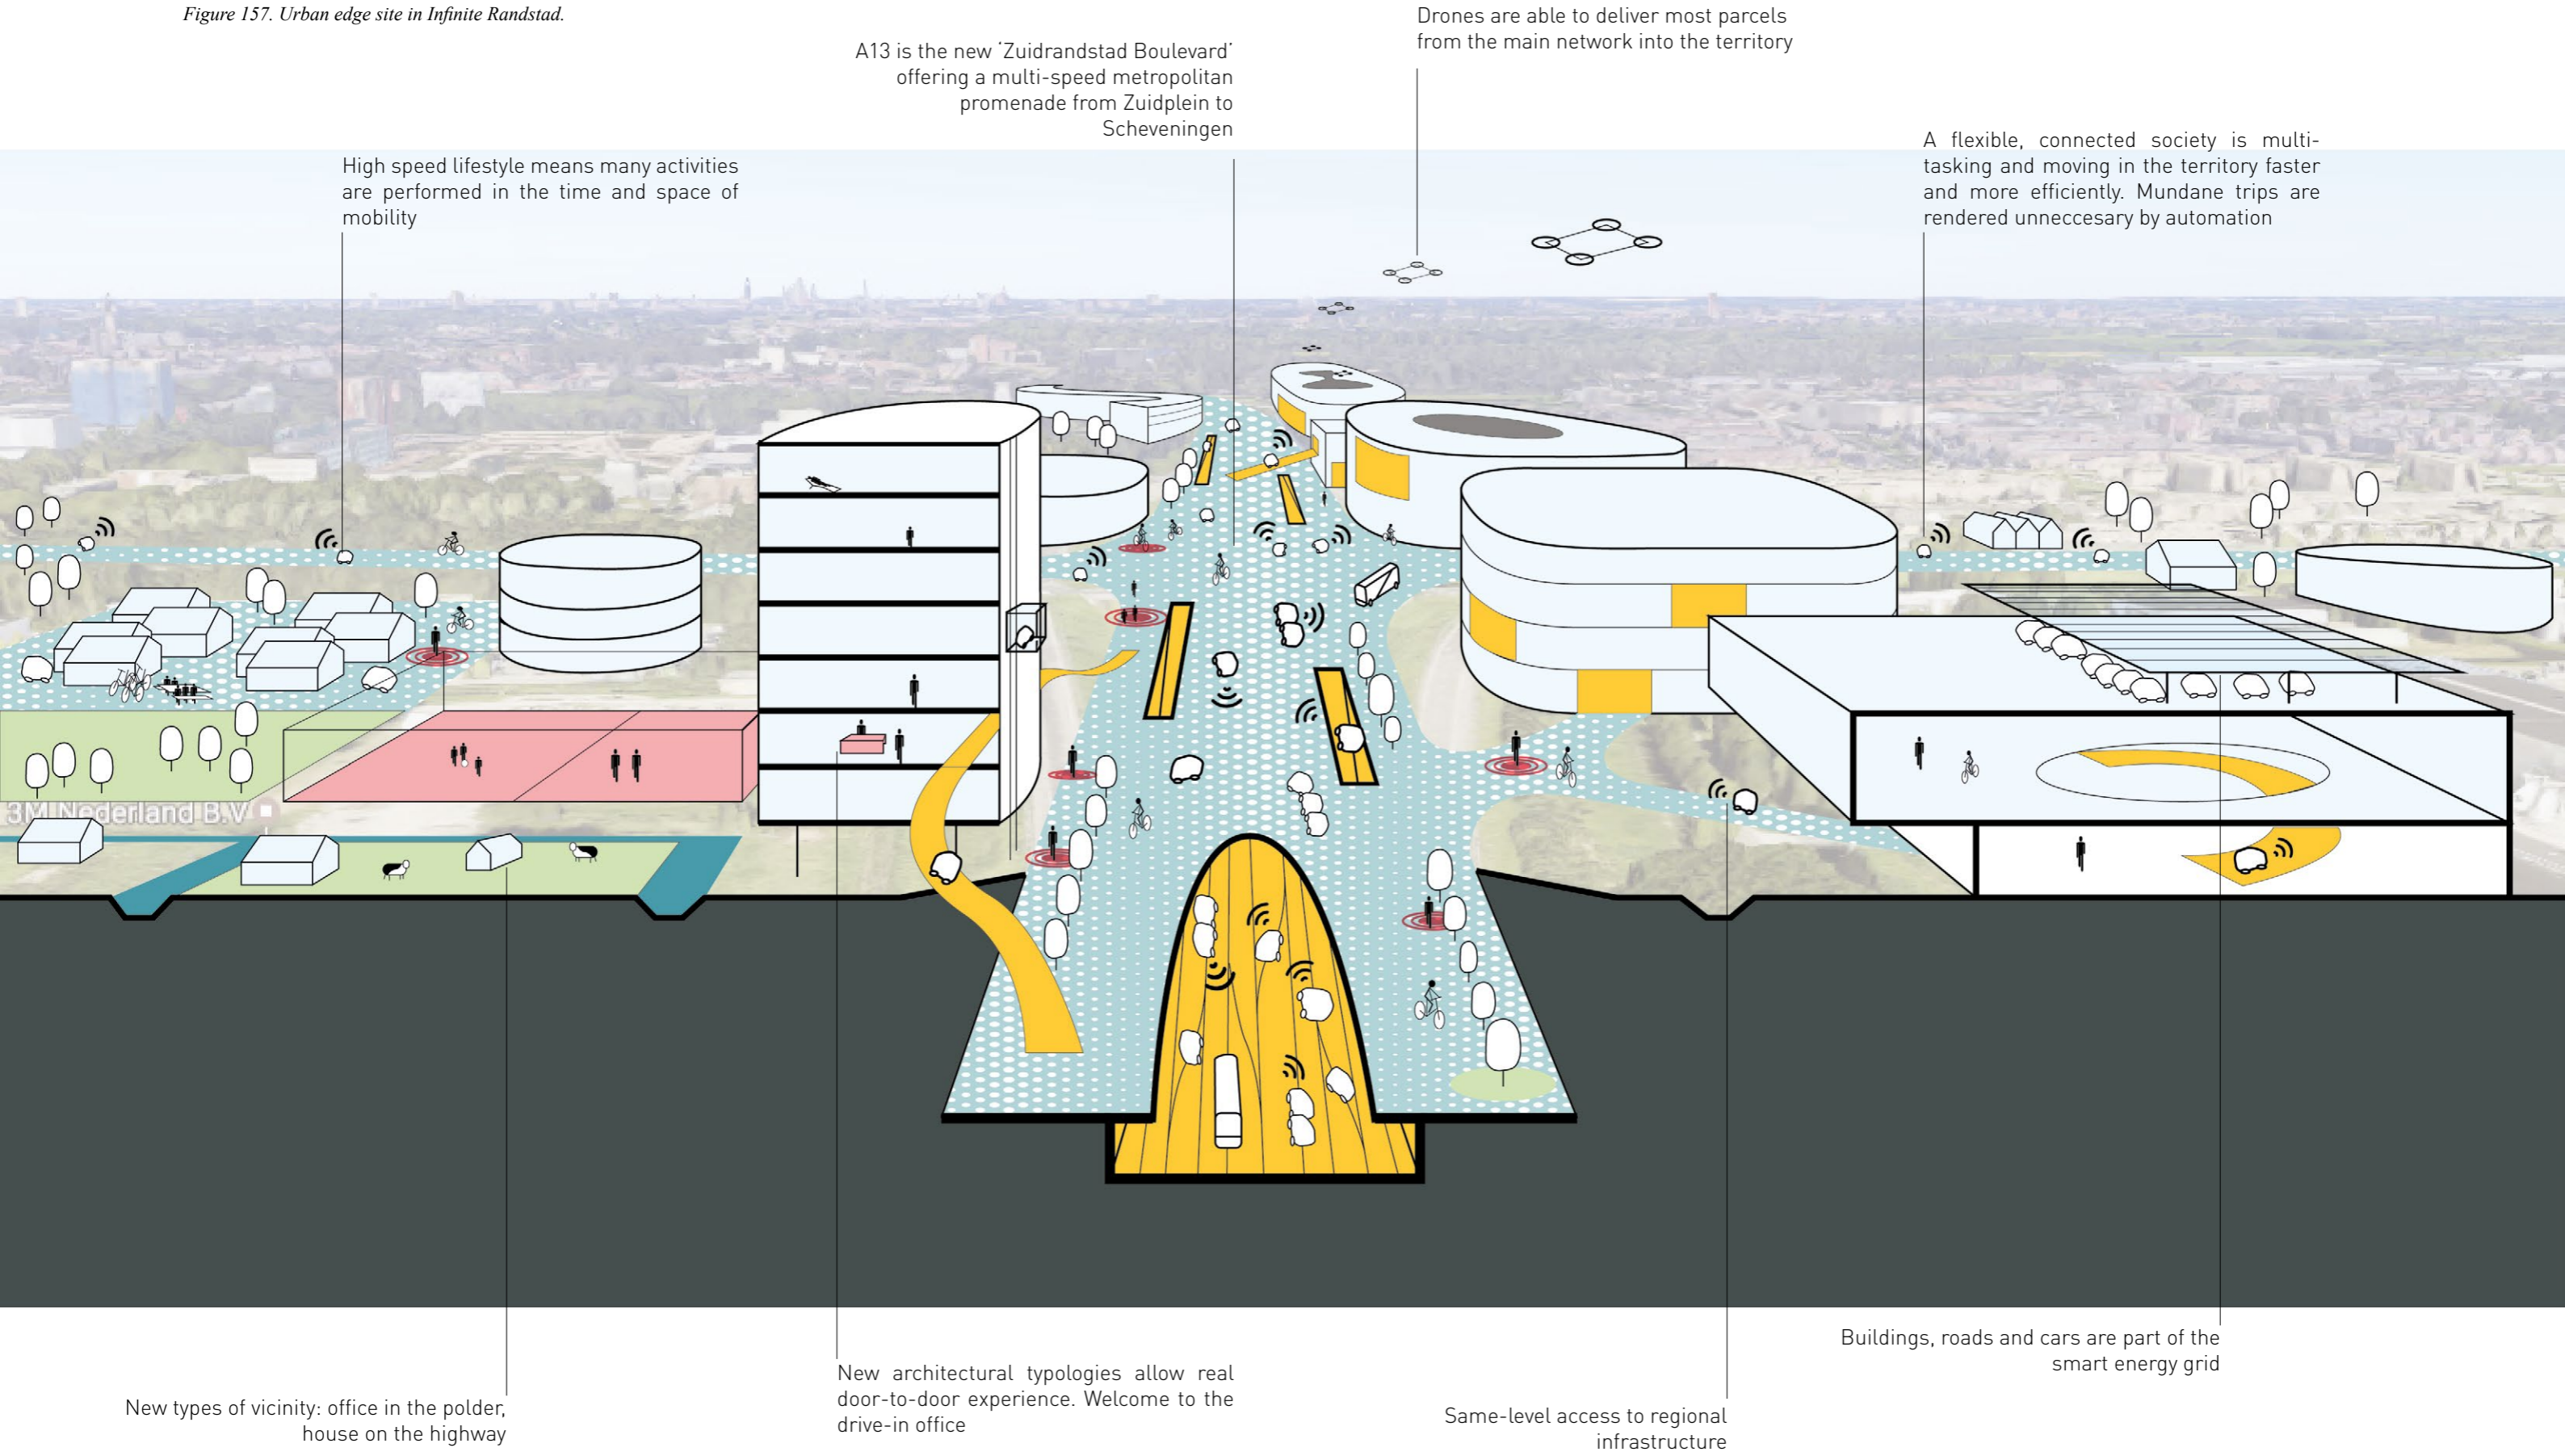 Figure 157. Urban edge site in Infinite Randstad.
Drones are able to deliver most parcels
from the main network into the territory
A13 is the new ‘Zuidrandstad Boulevard’
offering a multi-speed metropolitan
promenade from Zuidplein to
Scheveningen
High speed lifestyle means many activities
are performed in the time and space of
mobility
A flexible, connected society is multi-
tasking and moving in the territory faster
and more efficiently. Mundane trips are
rendered unneccesary by automation
3M Nederland B.V
New types of vicinity: office in the polder,
house on the highway
New architectural typologies allow real
door-to-door experience. Welcome to the
drive-in office
Same-level access to regional
infrastructure
Buildings, roads and cars are part of the
smart energy grid